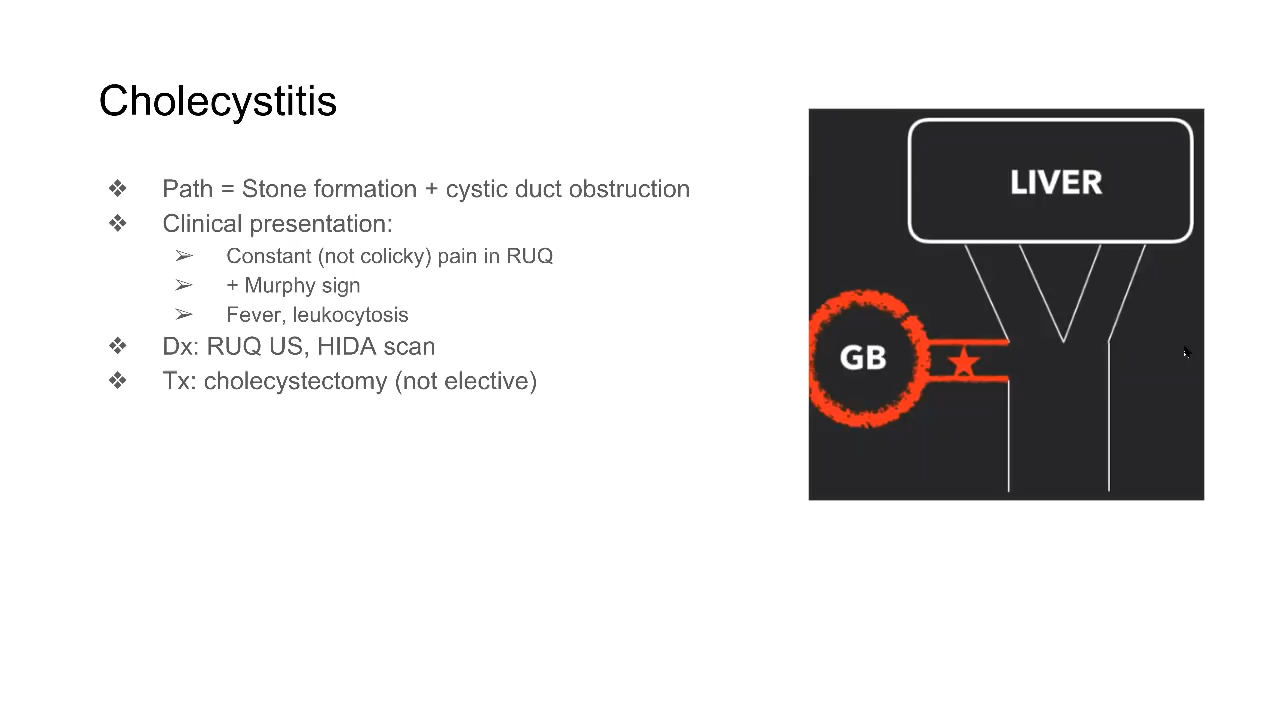 Cholecystitis
❖ Path = Stone formation + cystic duct obstruction
❖ Clinical presentation:
➢ Constant (not colicky) pain in RUQ
➢ + Murphy sign
➢ Fever, leukocytosis
❖ Dx: RUQ US, HIDA scan
❖ Tx: cholecystectomy (not elective)
LIVER
GB